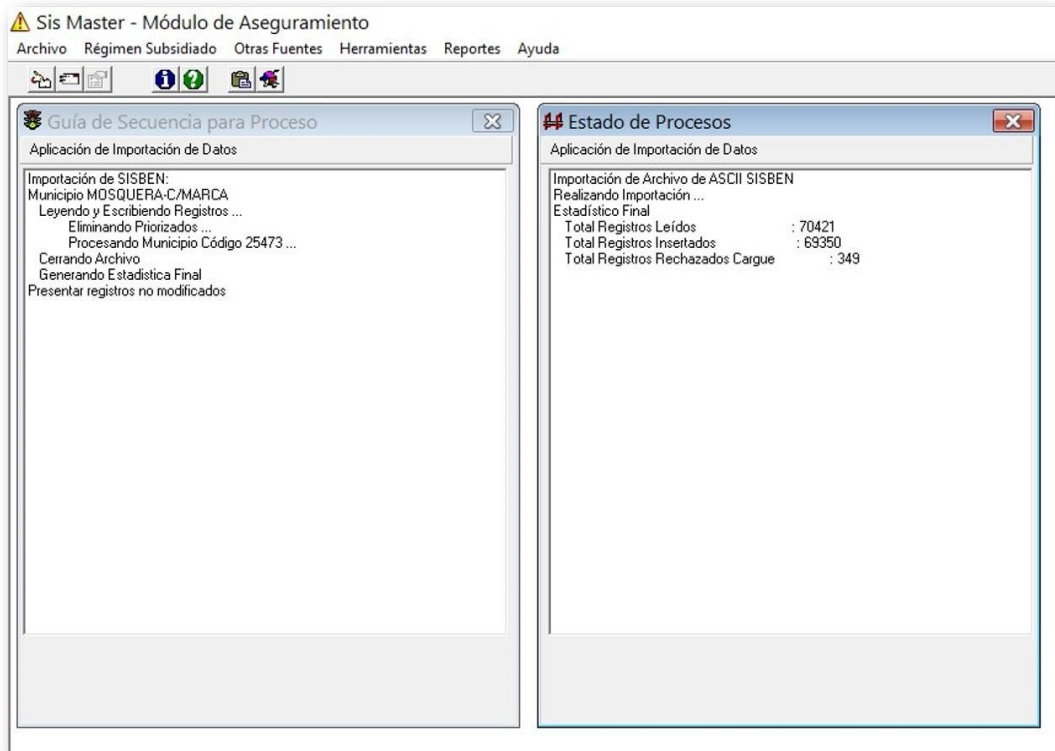 Sis Master - Módulo de Aseguramiento
Archivo Régimen Subsidiado Otras Fuentes Herramientas Reportes Ayuda
Guía de Secuencia para Proceso
Aplicación de Importación de Datos
Importación de SISBEN:
Municipio MOSQUERA-C/MARCA
Leyendo y Escribiendo Registros ...
Eliminando Priorizados ...
Procesando Municipio Código 25473 ...
Cerrando Archivo
Generando Estadistica Final
Presentar registros no modificados
Estado de Procesos
Aplicación de Importación de Datos
Importación de Archivo de ASCII SISBEN
Realizando Importación ...
Estadístico Final
Total Registros Leídos : 70421
Total Registros Insertados : 69350
Total Registros Rechazados Cargue : 349